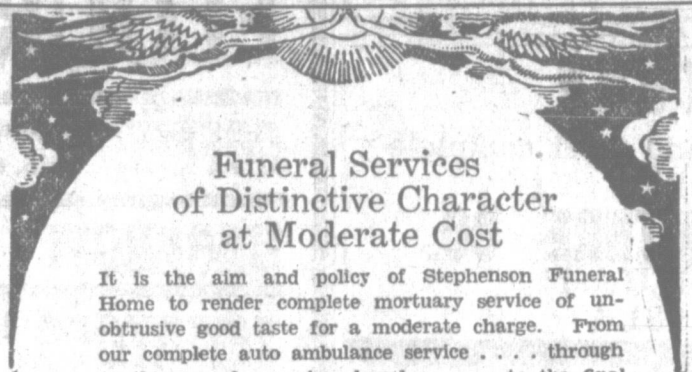 Funeral Services
of Distinctive Character
at Moderate Cost
It is the aim and policy of Stephenson Funeral
Home to render complete mortuary service of un-
obtrusive good taste for a moderate charge. From
our complete auto ambulance service . . . . through